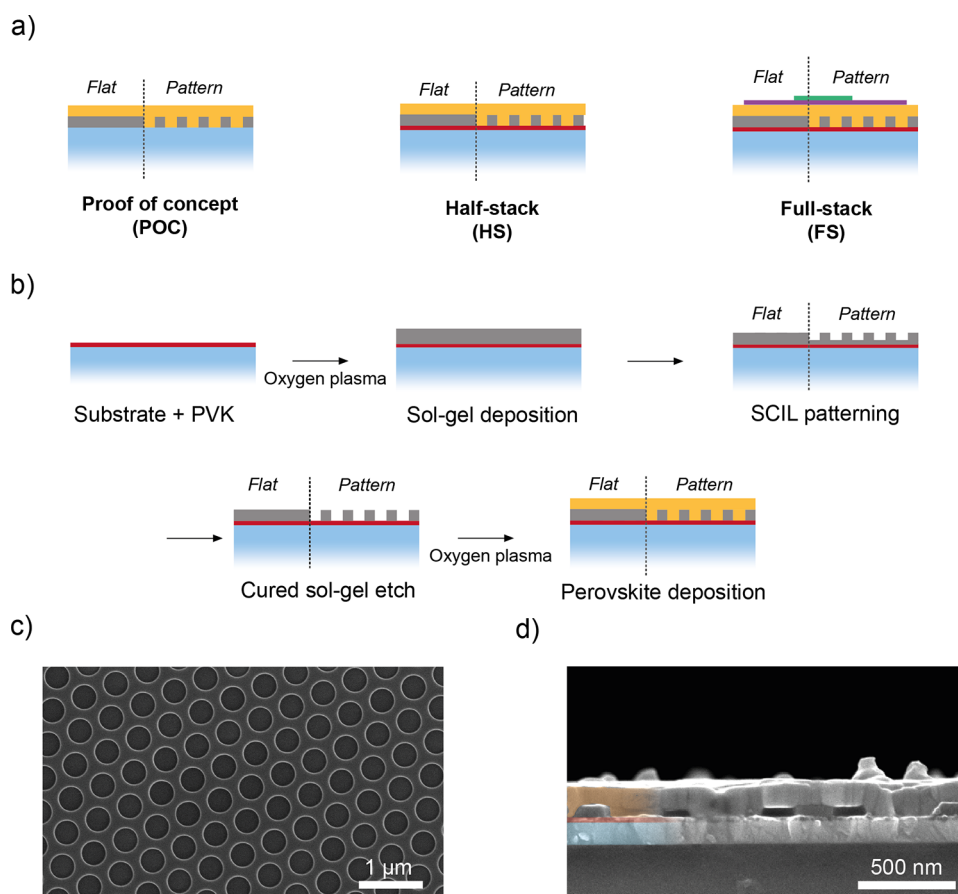 a)
Flat
Pattern
Proof of concept
(POC)
Flat
Pattern
Half-stack
(HS)
Flat
Pattern
Full-stack
(FS)
b)
Substrate + PVK
Oxygen plasma
Sol-gel deposition
Flat
Pattern
SCIL patterning
Flat
Pattern
Cured sol-gel etch
Oxygen plasma
Flat
Pattern
Perovskite deposition
c)
1 µm
d)
500 nm